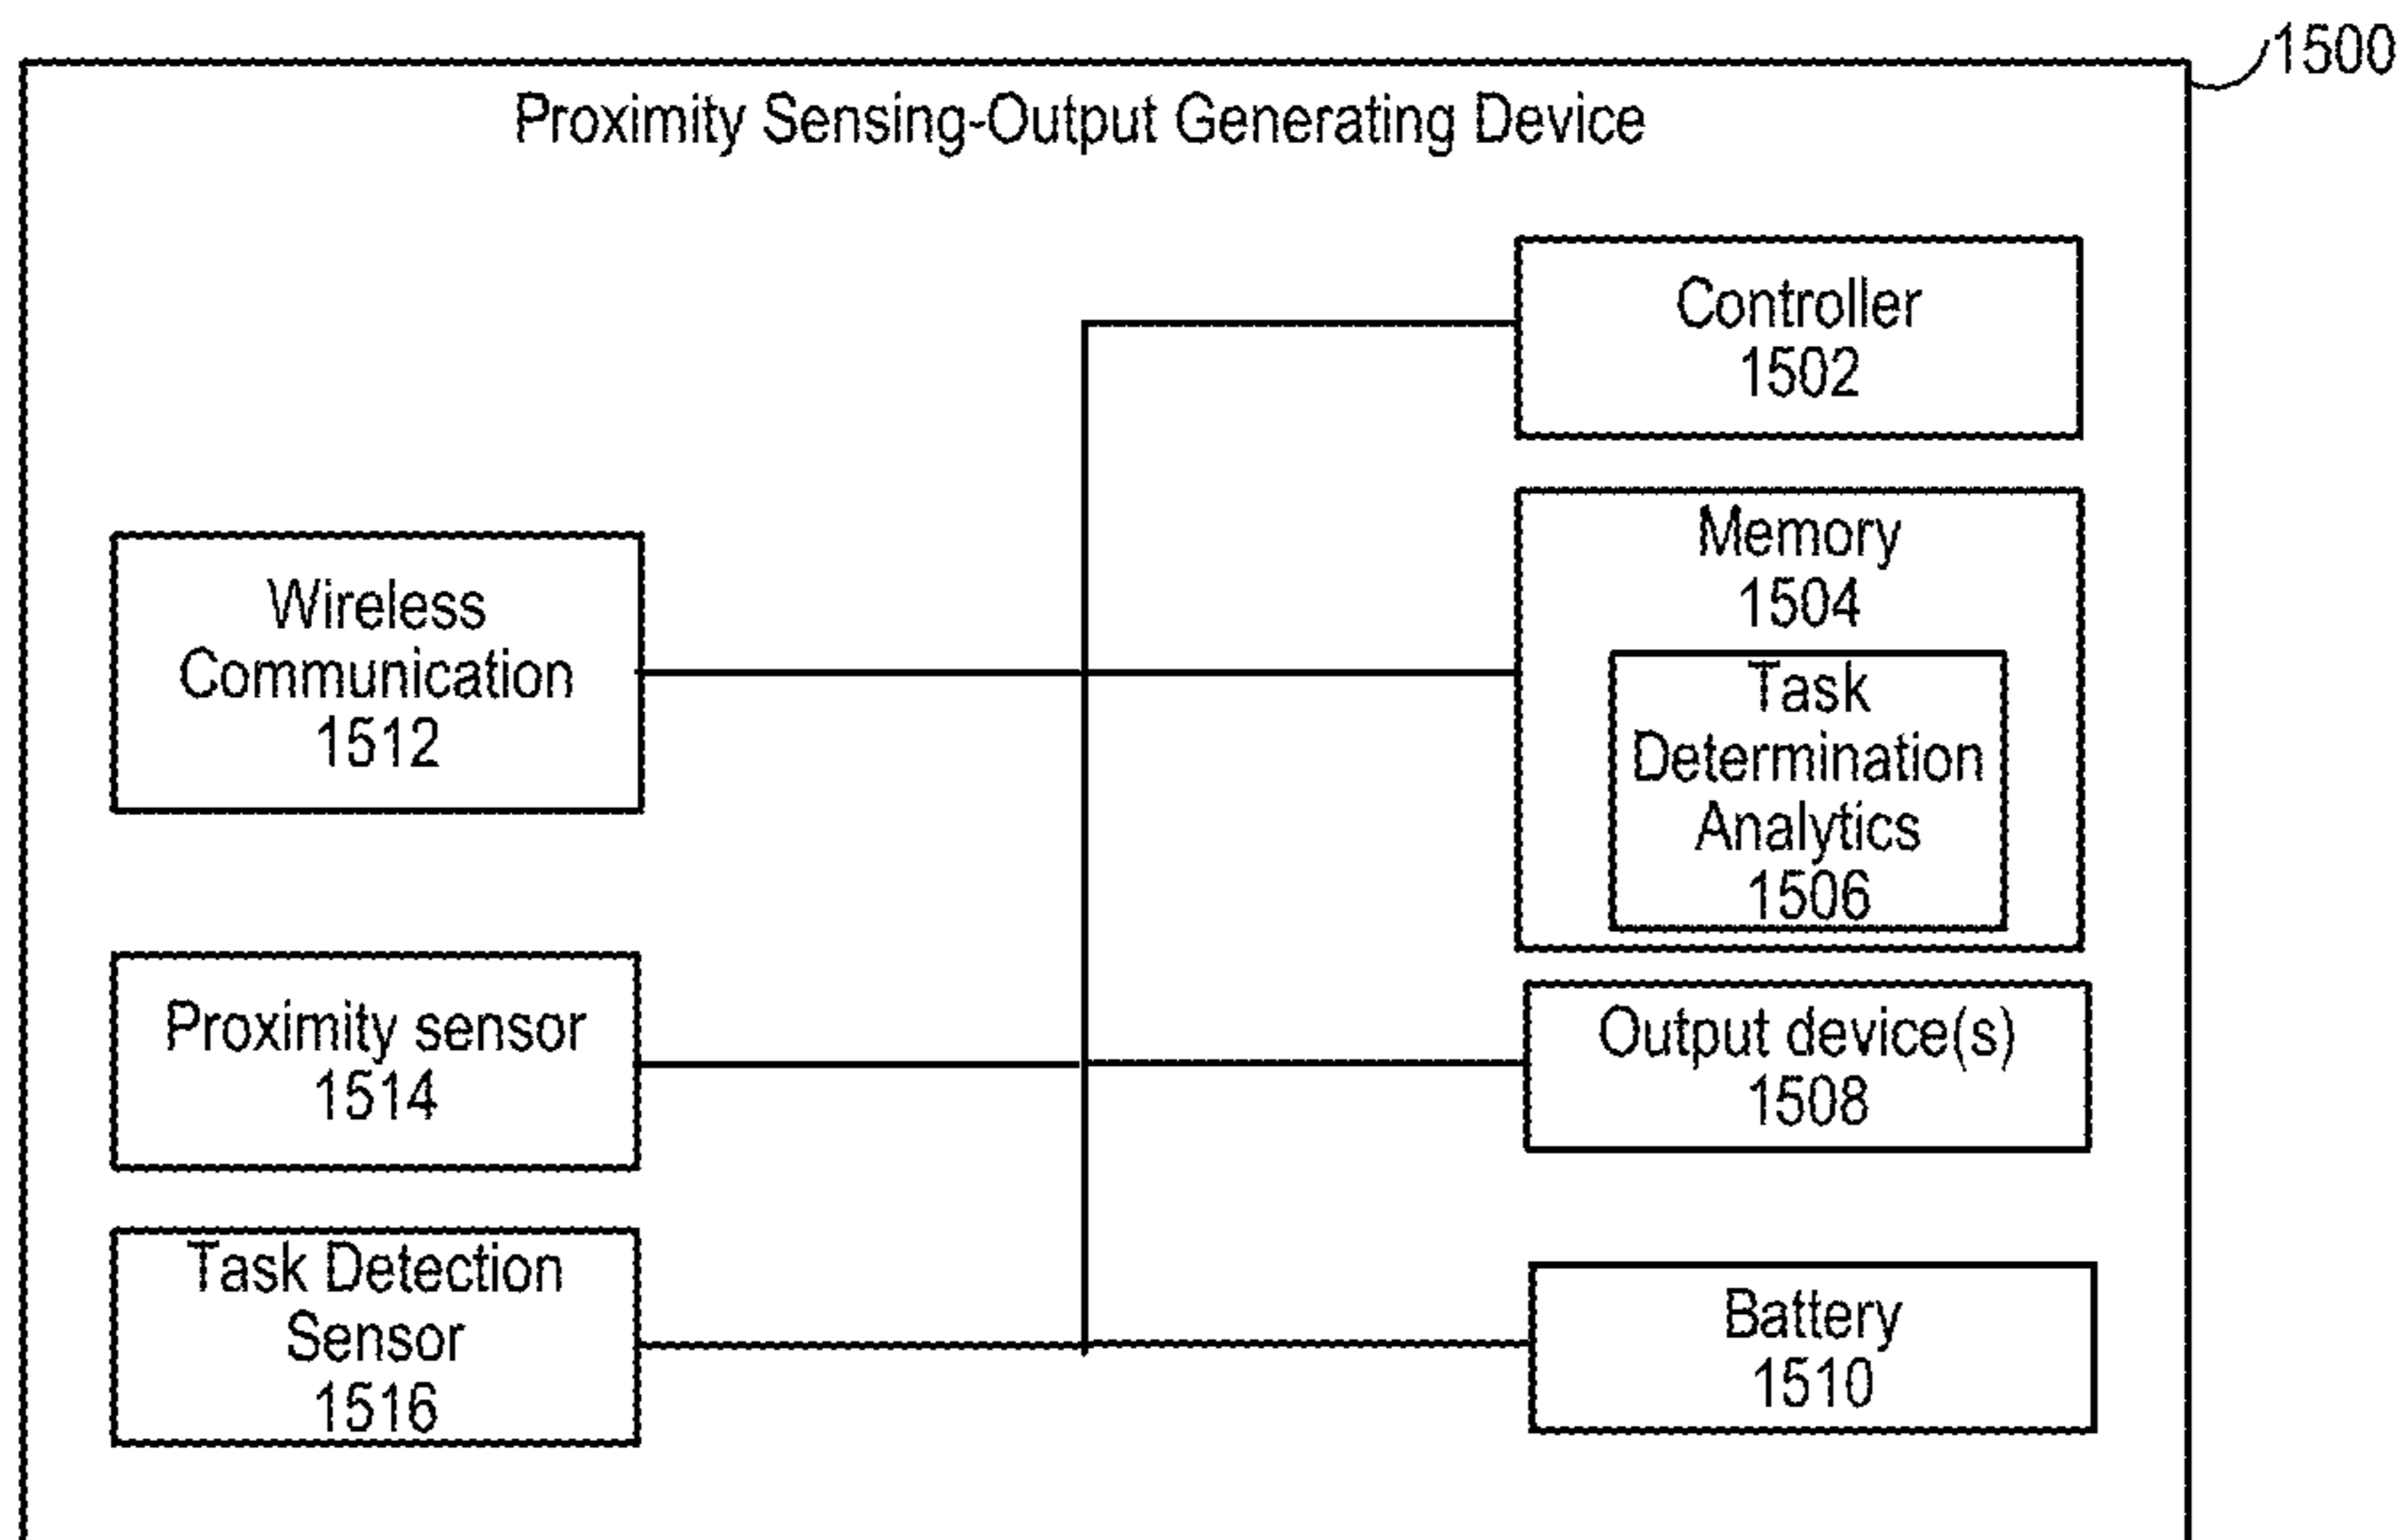 1500
Proximity Sensing-Output Generating Device
Controller
1502
Memory
1504
Task
Determination
Analytics
1506
Wireless
Communication
1512
Proximity sensor
1514
Output device(s)
1508
Task Detection
Sensor
1516
Battery
1510